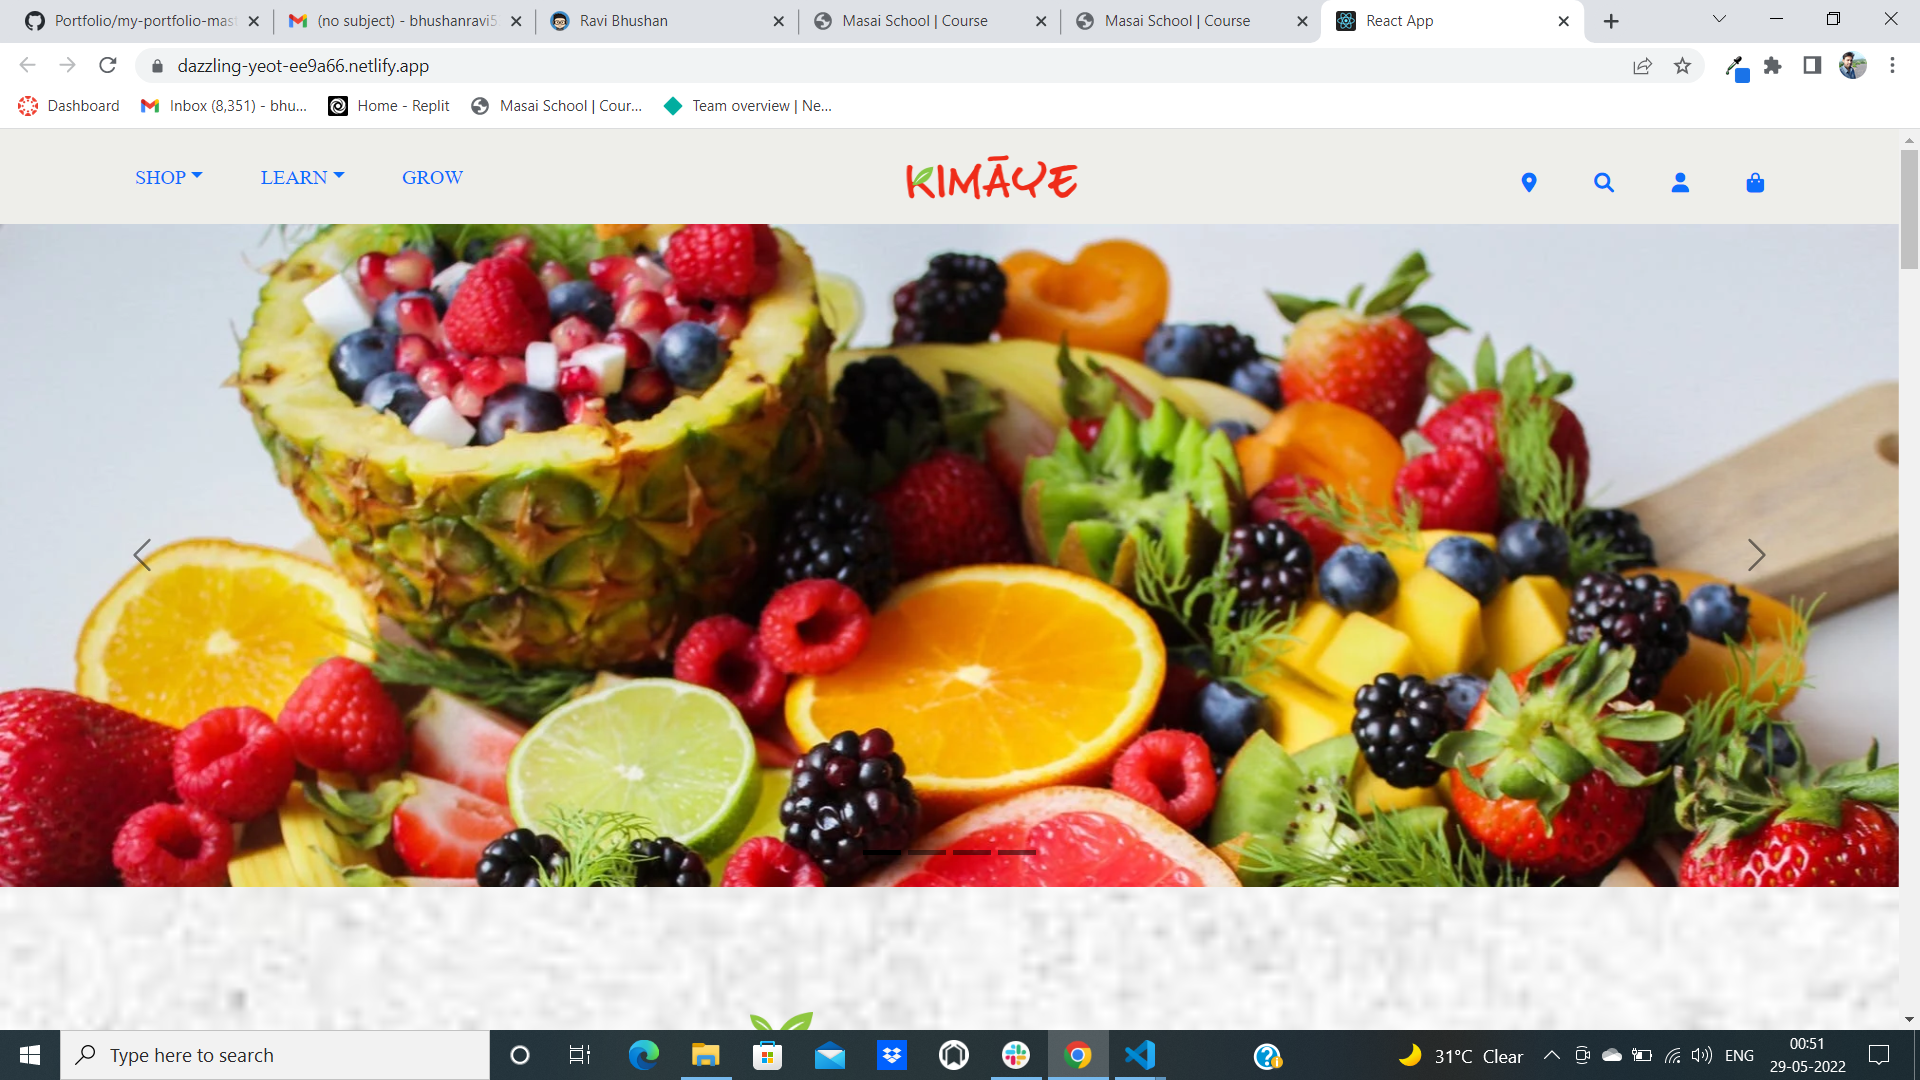 Portfolio/my-portfolio-mast
(no subject) - bhushanravi5
Ravi Bhushan
Masai School | Course
Masai School | Course
React App
dazzling-yeot-ee9a66.netlify.app
Dashboard
Inbox (8,351) - bhu...
Home - Replit
Masai School | Cour...
Team overview | Ne...
SHOP
LEARN
GROW
KIMĀYE
Type here to search
31°C Clear
ENG
00:51
29-05-2022